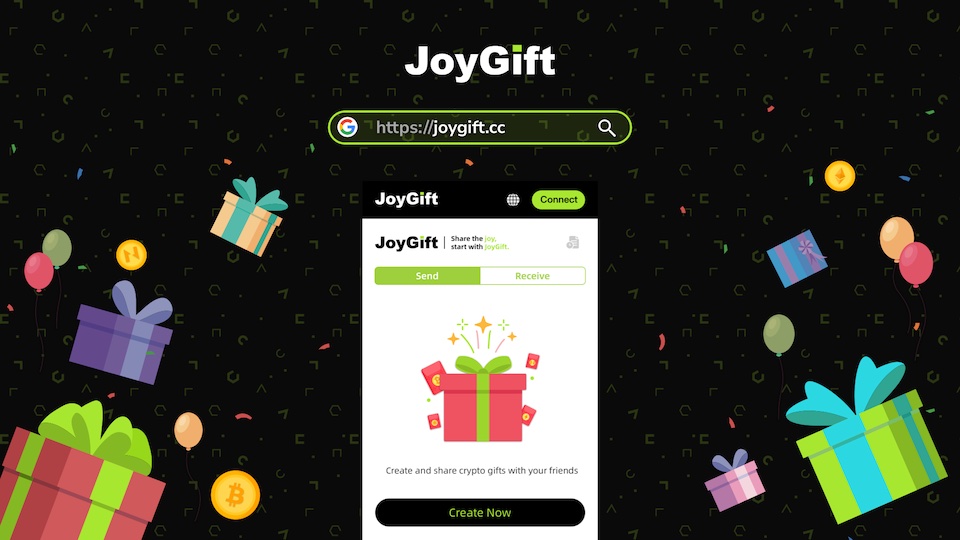 JoyGift
https://joygift.cc
JoyGift
Connect
JoyGift
Share the joy,
start with JoyGift.
Send
Receive
Create and share crypto gifts with your friends
Create Now